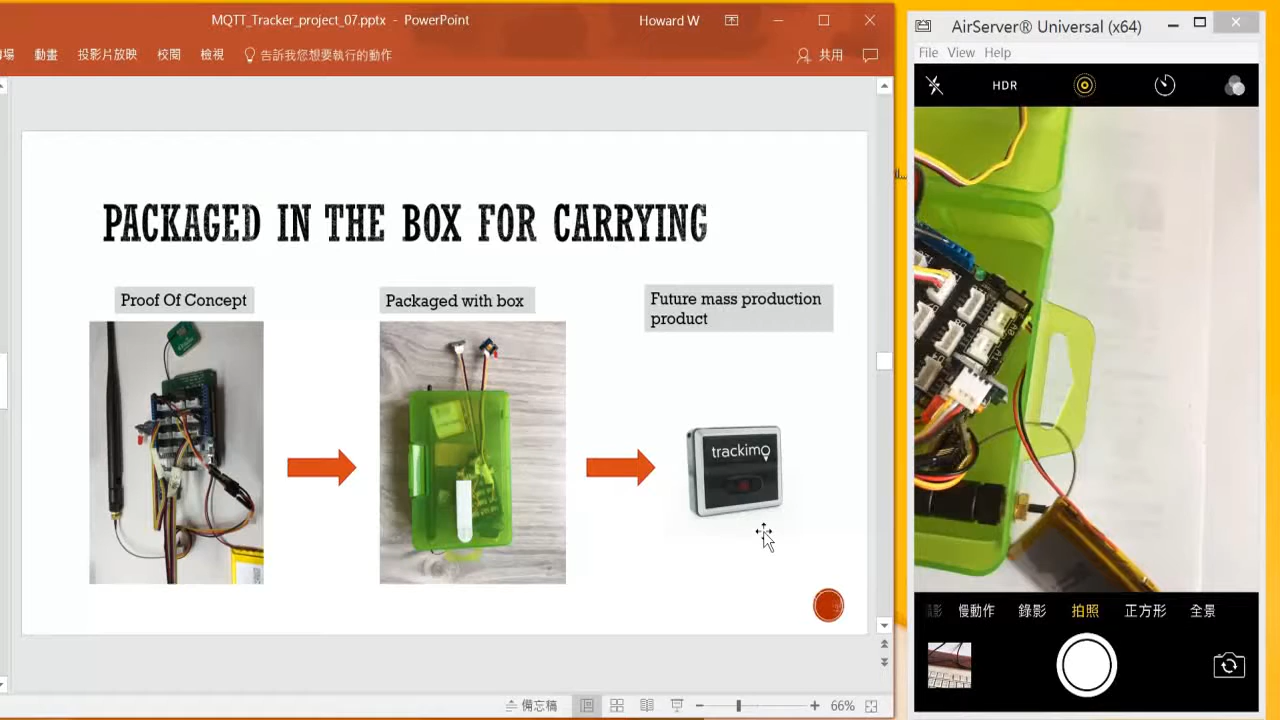 MQTT_Tracker_project_07.pptx - PowerPoint
Howard W
動畫 投影片放映 校閱 檢視 告訴我您想要執行的動作
共用
PACKAGED IN THE BOX FOR CARRYING
Proof Of Concept
Packaged with box
Future mass production
product
trackimo
備忘稿
66%
AirServer® Universal (x64)
File View Help
HDR
慢動作 錄影 拍照 正方形 全景